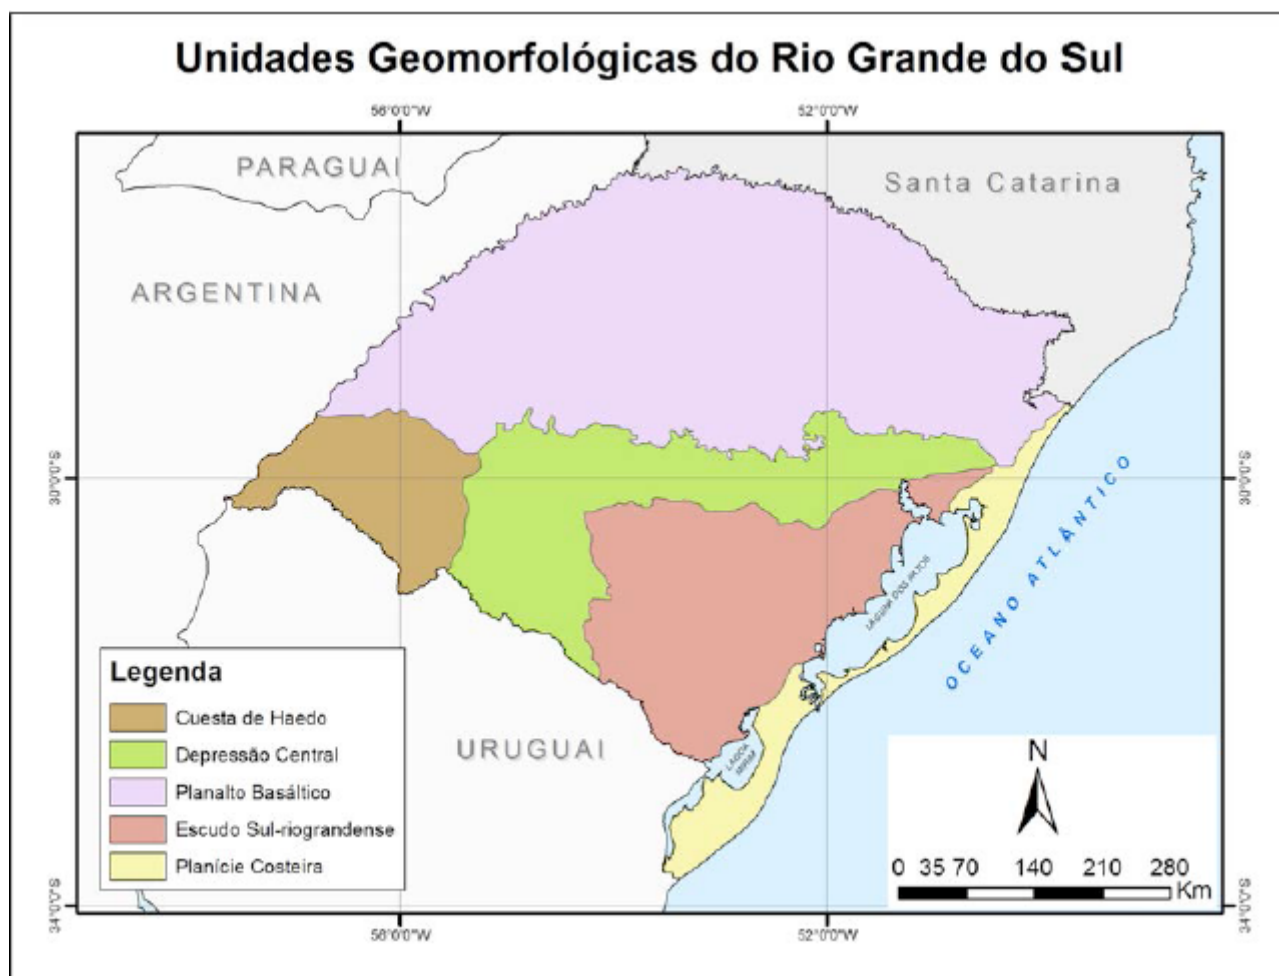 Unidades Geomorfológicas do Rio Grande do Sul
56°0'0"W
52°0'0"W
PARAGUAI
Santa Catarina
ARGENTINA
30°0'0"S
30°0'0"S
OCEANO ATLÂNTICO
LAGUNA DOS PATOS
Legenda
Cuesta de Haedo
Depressão Central
Planalto Basáltico
Escudo Sul-riograndense
Planície Costeira
URUGUAI
LAGOA
MIRIM
N
0 35 70 140 210 280
Km
34°0'0"S
34°0'0"S
56°0'0"W
52°0'0"W